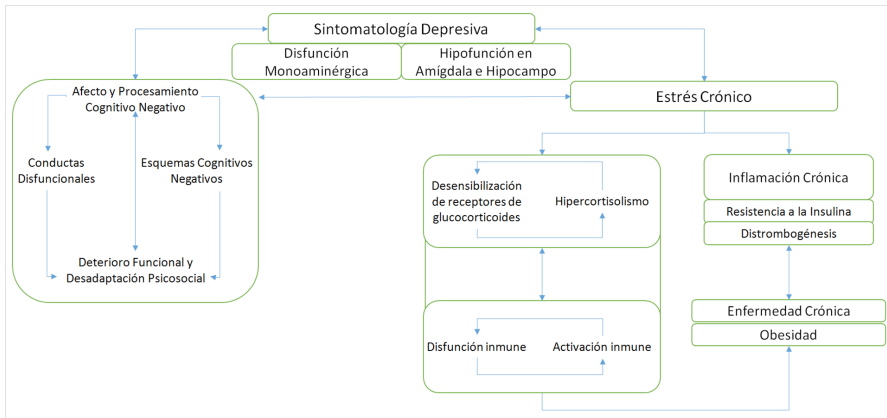 Sintomatología Depresiva
Disfunción
Monoaminérgica
Hipofunción en
Amígdala e Hipocampo
Afecto y Procesamiento
Cognitivo Negativo
Estrés Crónico
Conductas
Disfuncionales
Esquemas Cognitivos
Negativos
Deterioro Funcional y
Desadaptación Psicosocial
Desensibilización
de receptores de
glucocorticoides
Hipercortisolismo
Inflamación Crónica
Resistencia a la Insulina
Distrombogénesis
Disfunción inmune
Activación inmune
Enfermedad Crónica
Obesidad